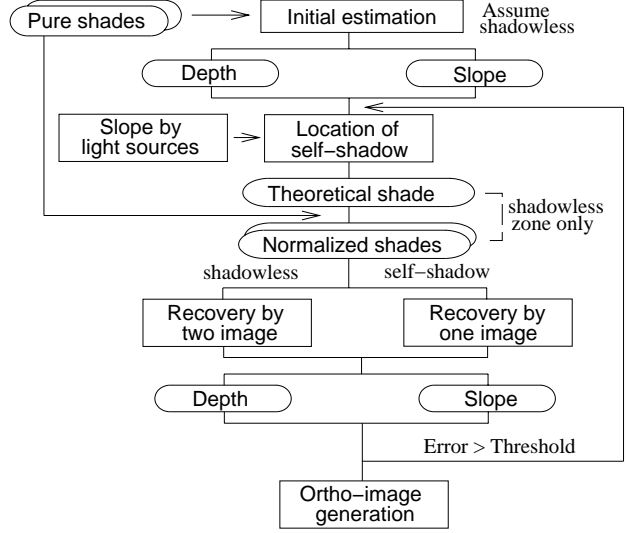 Pure shades
Initial estimation
Assume
shadowless
Depth
Slope
Slope by
light sources
Location of
self−shadow
Theoretical shade
shadowless
zone only
Normalized shades
shadowless
self−shadow
Recovery by
two image
Recovery by
one image
Depth
Slope
Error > Threshold
Ortho−image
generation